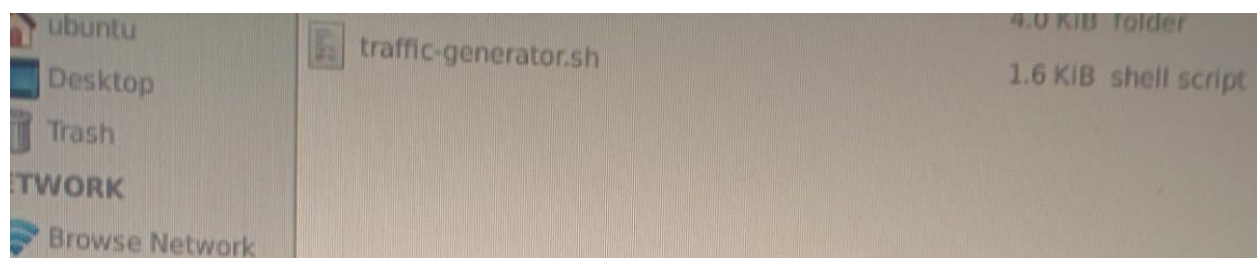 ubuntu
Desktop
Trash
TWORK
Browse Network
4.0 KiB folder
traffic-generator.sh
1.6 KiB shell script